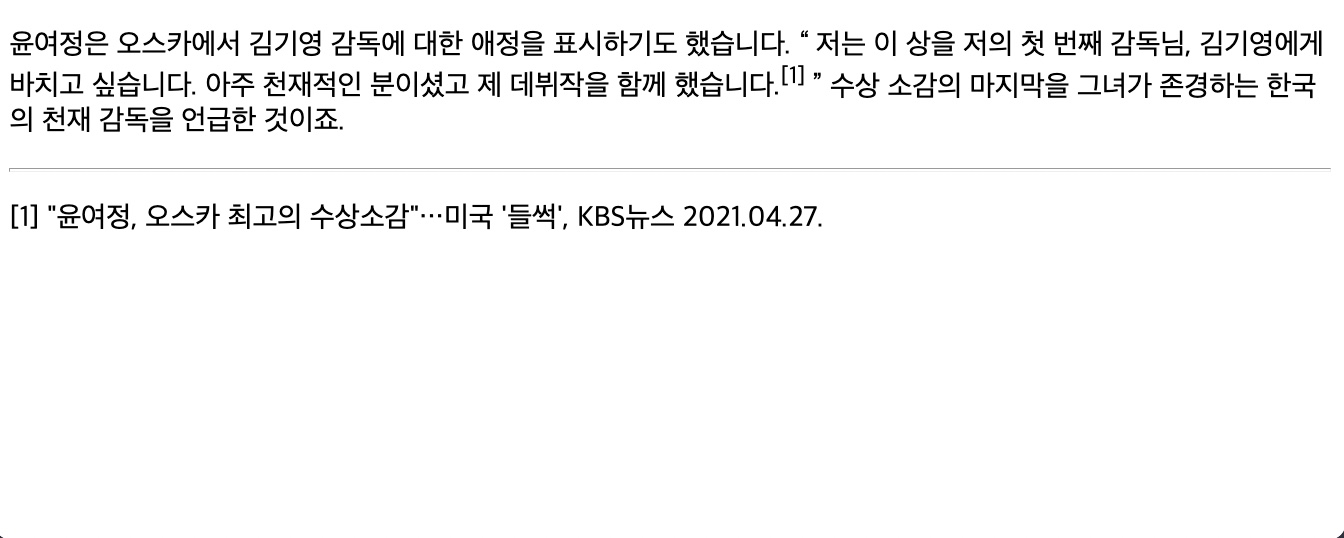 윤여정은 오스카에서 김기영 감독에 대한 애정을 표시하기도 했습니다. “ 저는 이 상을 저의 첫 번째 감독님, 김기영에게
바치고 싶습니다. 아주 천재적인 분이셨고 제 데뷔작을 함께 했습니다.[1] ” 수상 소감의 마지막을 그녀가 존경하는 한국
의 천재 감독을 언급한 것이죠.
[1] "윤여정, 오스카 최고의 수상소감"…미국 '들썩', KBS뉴스 2021.04.27.